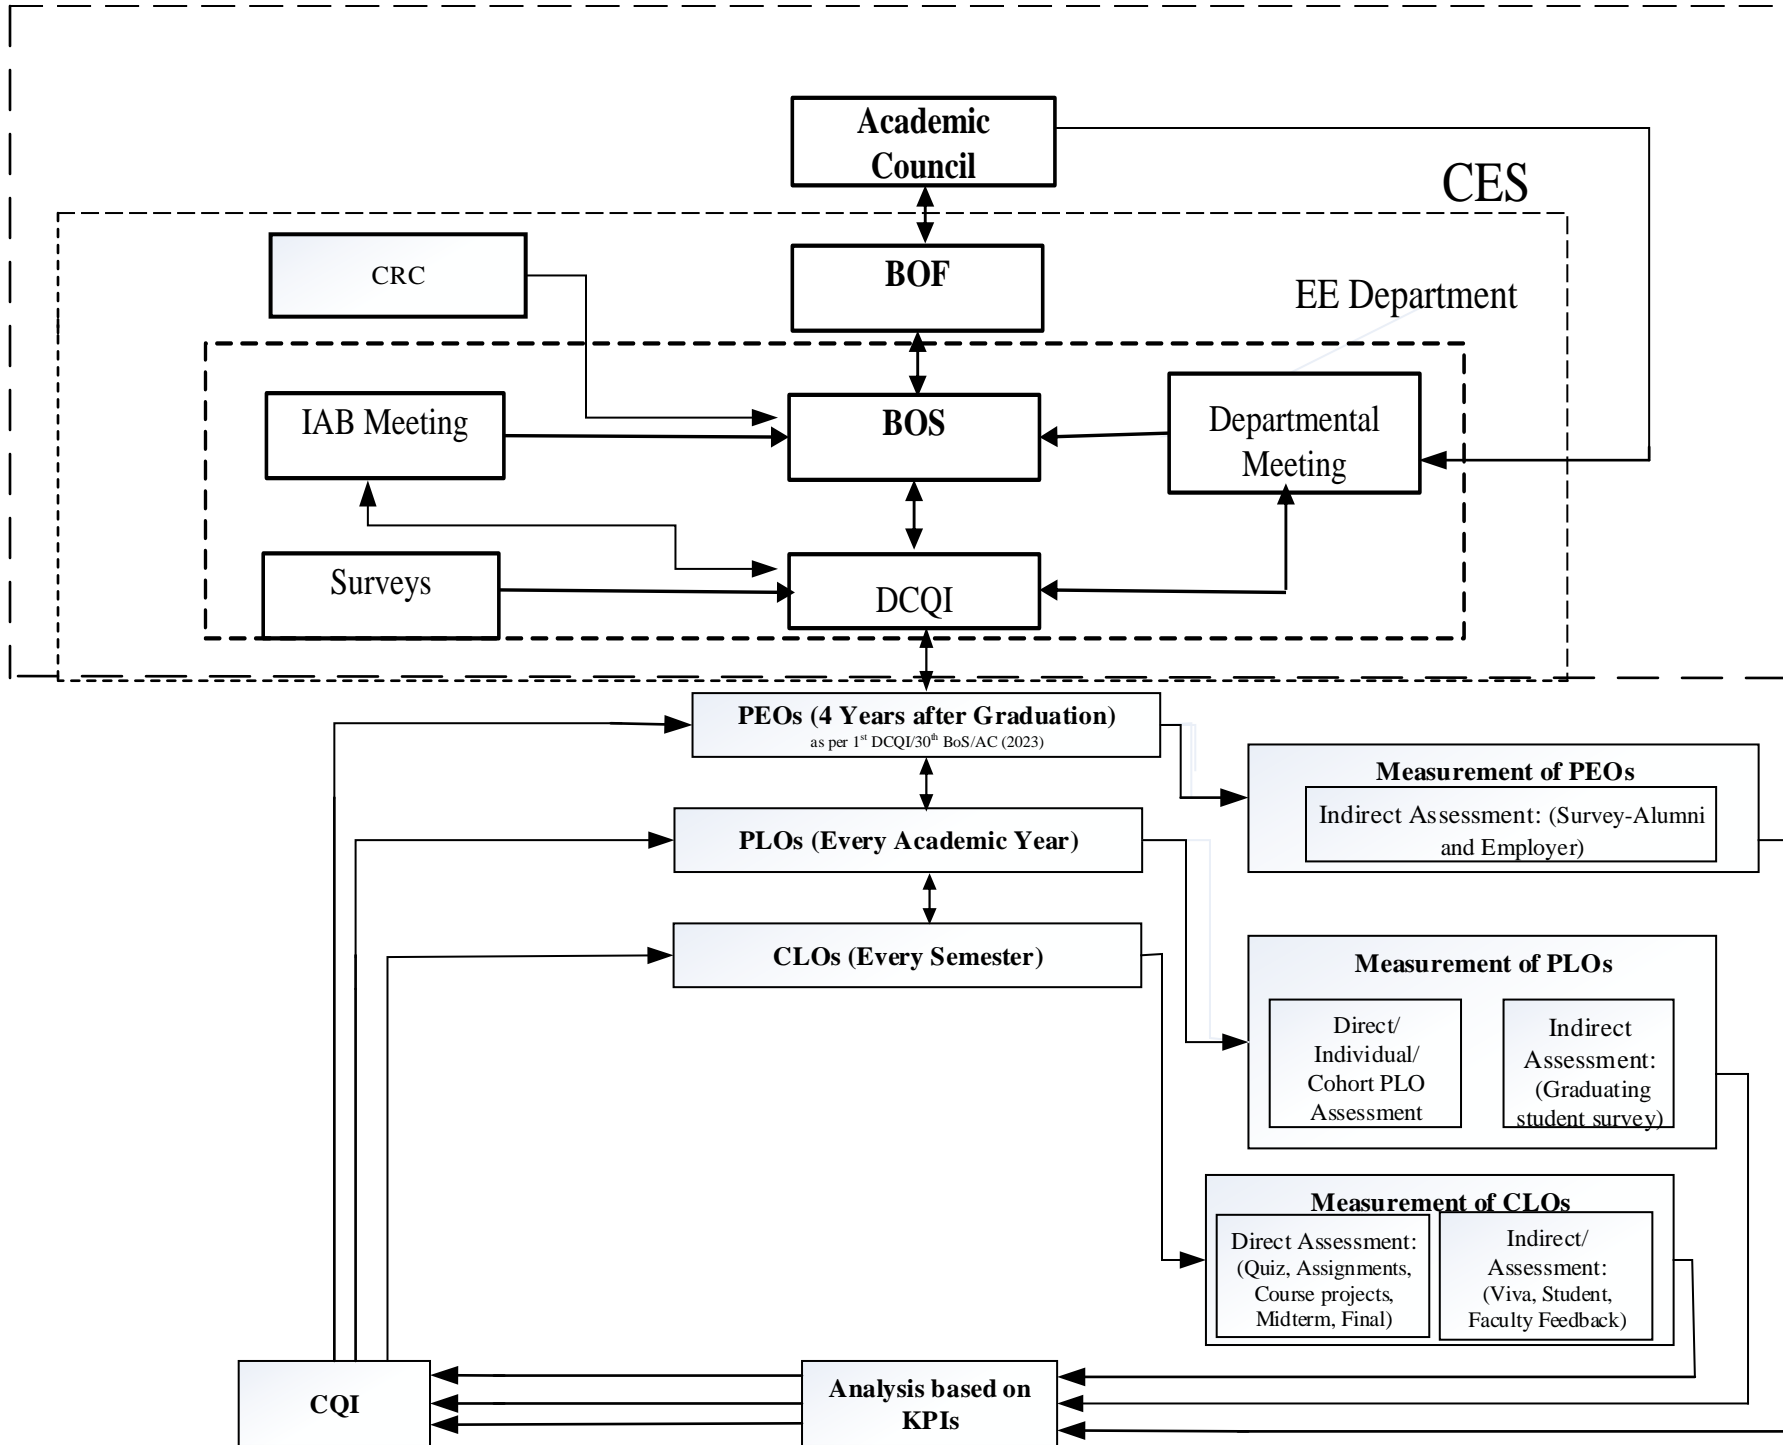 Academic
Council
CES
CRC
BOF
EE Department
IAB Meeting
BOS
Departmental
Meeting
Surveys
DCQI
PEOs (4 Years after Graduation)
as per 1st DCQI/30th BoS/AC (2023)
Measurement of PEOs
Indirect Assessment: (Survey-Alumni
and Employer)
PLOs (Every Academic Year)
CLOs (Every Semester)
Measurement of PLOs
Direct/
Individual/
Cohort PLO
Assessment
Indirect
Assessment:
(Graduating
student survey)
Measurement of CLOs
Direct Assessment:
(Quiz, Assignments,
Course projects,
Midterm, Final)
Indirect/
Assessment:
(Viva, Student,
Faculty Feedback)
CQI
Analysis based on
KPIs